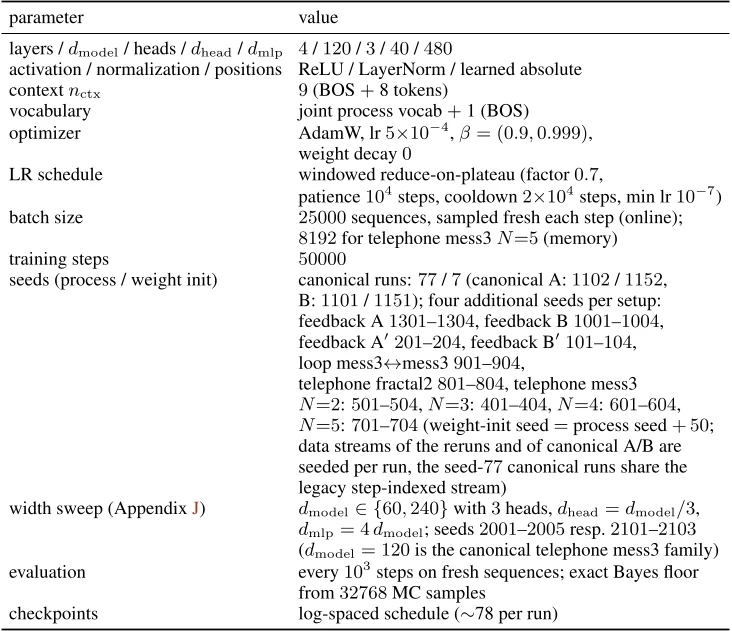 parameter value
layers / d_model / heads / d_head / d_mlp 4 / 120 / 3 / 40 / 480
activation / normalization / positions ReLU / LayerNorm / learned absolute
context n_ctx 9 (BOS + 8 tokens)
vocabulary joint process vocab + 1 (BOS)
optimizer AdamW, lr 5×10⁻⁴, β = (0.9, 0.999),
weight decay 0
LR schedule windowed reduce-on-plateau (factor 0.7,
patience 10⁴ steps, cooldown 2×10⁴ steps, min lr 10⁻⁷)
batch size 25000 sequences, sampled fresh each step (online);
8192 for telephone mess3 N=5 (memory)
training steps 50000
seeds (process / weight init) canonical runs: 77 / 7 (canonical A: 1102 / 1152,
B: 1101 / 1151); four additional seeds per setup:
feedback A 1301–1304, feedback B 1001–1004,
feedback A′ 201–204, feedback B′ 101–104,
loop mess3↔mess3 901–904,
telephone fractal2 801–804, telephone mess3
N=2: 501–504, N=3: 401–404, N=4: 601–604,
N=5: 701–704 (weight-init seed = process seed + 50;
data streams of the reruns and of canonical A/B are
seeded per run, the seed-77 canonical runs share the
legacy step-indexed stream)
width sweep (Appendix J) d_model ∈ {60, 240} with 3 heads, d_head = d_model/3,
d_mlp = 4 d_model; seeds 2001–2005 resp. 2101–2103
(d_model = 120 is the canonical telephone mess3 family)
evaluation every 10³ steps on fresh sequences; exact Bayes floor
from 32768 MC samples
checkpoints log-spaced schedule (∼78 per run)